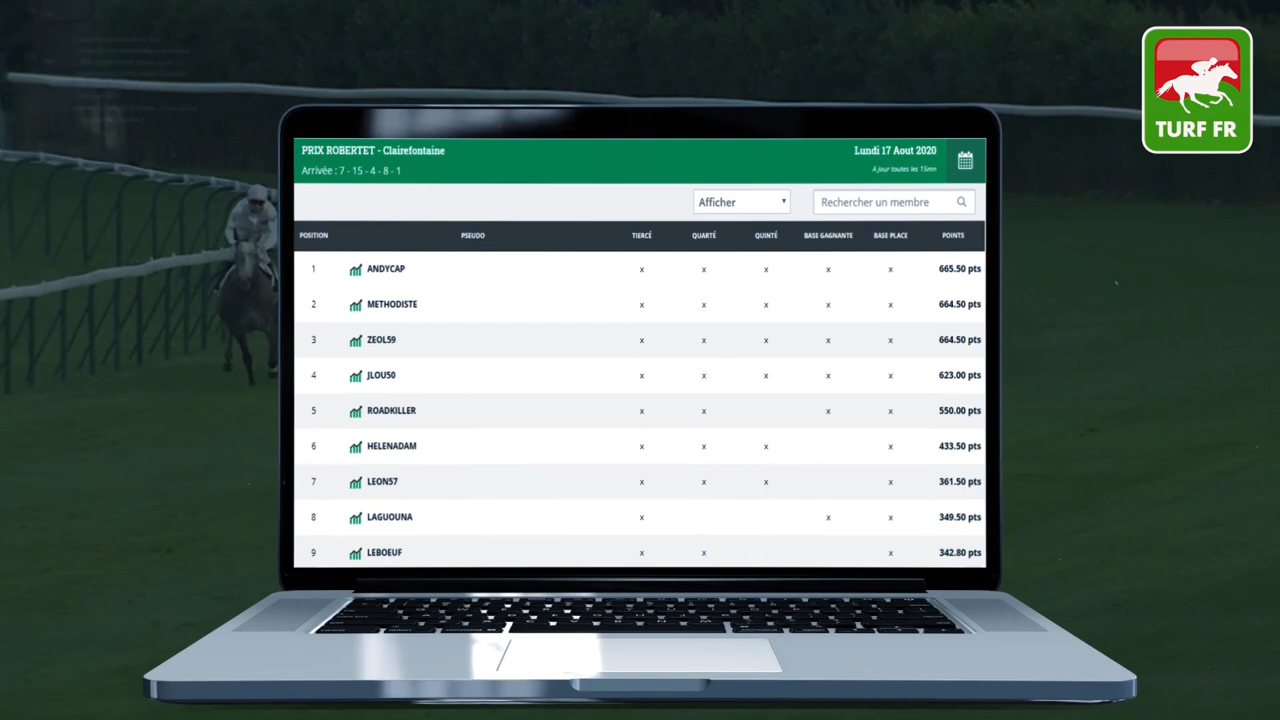 TURF FR
PRIX ROBERTET - Clairefontaine
Lundi 17 Aout 2020
Arrivée : 7 - 15 - 4 - 8 - 1
A jour toutes les 15mn
Afficher
Rechercher un membre
POSITION PSEUDO TIERCÉ QUARTÉ QUINTÉ BASE GAGNANTE BASE PLACE POINTS
1 ANDYCAP x x x x x 665.50 pts
2 METHODISTE x x x x x 664.50 pts
3 ZEOL59 x x x x x 664.50 pts
4 JLOU50 x x x x x 623.00 pts
5 ROADKILLER x x x x 550.00 pts
6 HELENADAM x x x x 433.50 pts
7 LEON57 x x x x 361.50 pts
8 LAGUOUNA x x x 349.50 pts
9 LEBOEUF x x x 342.80 pts